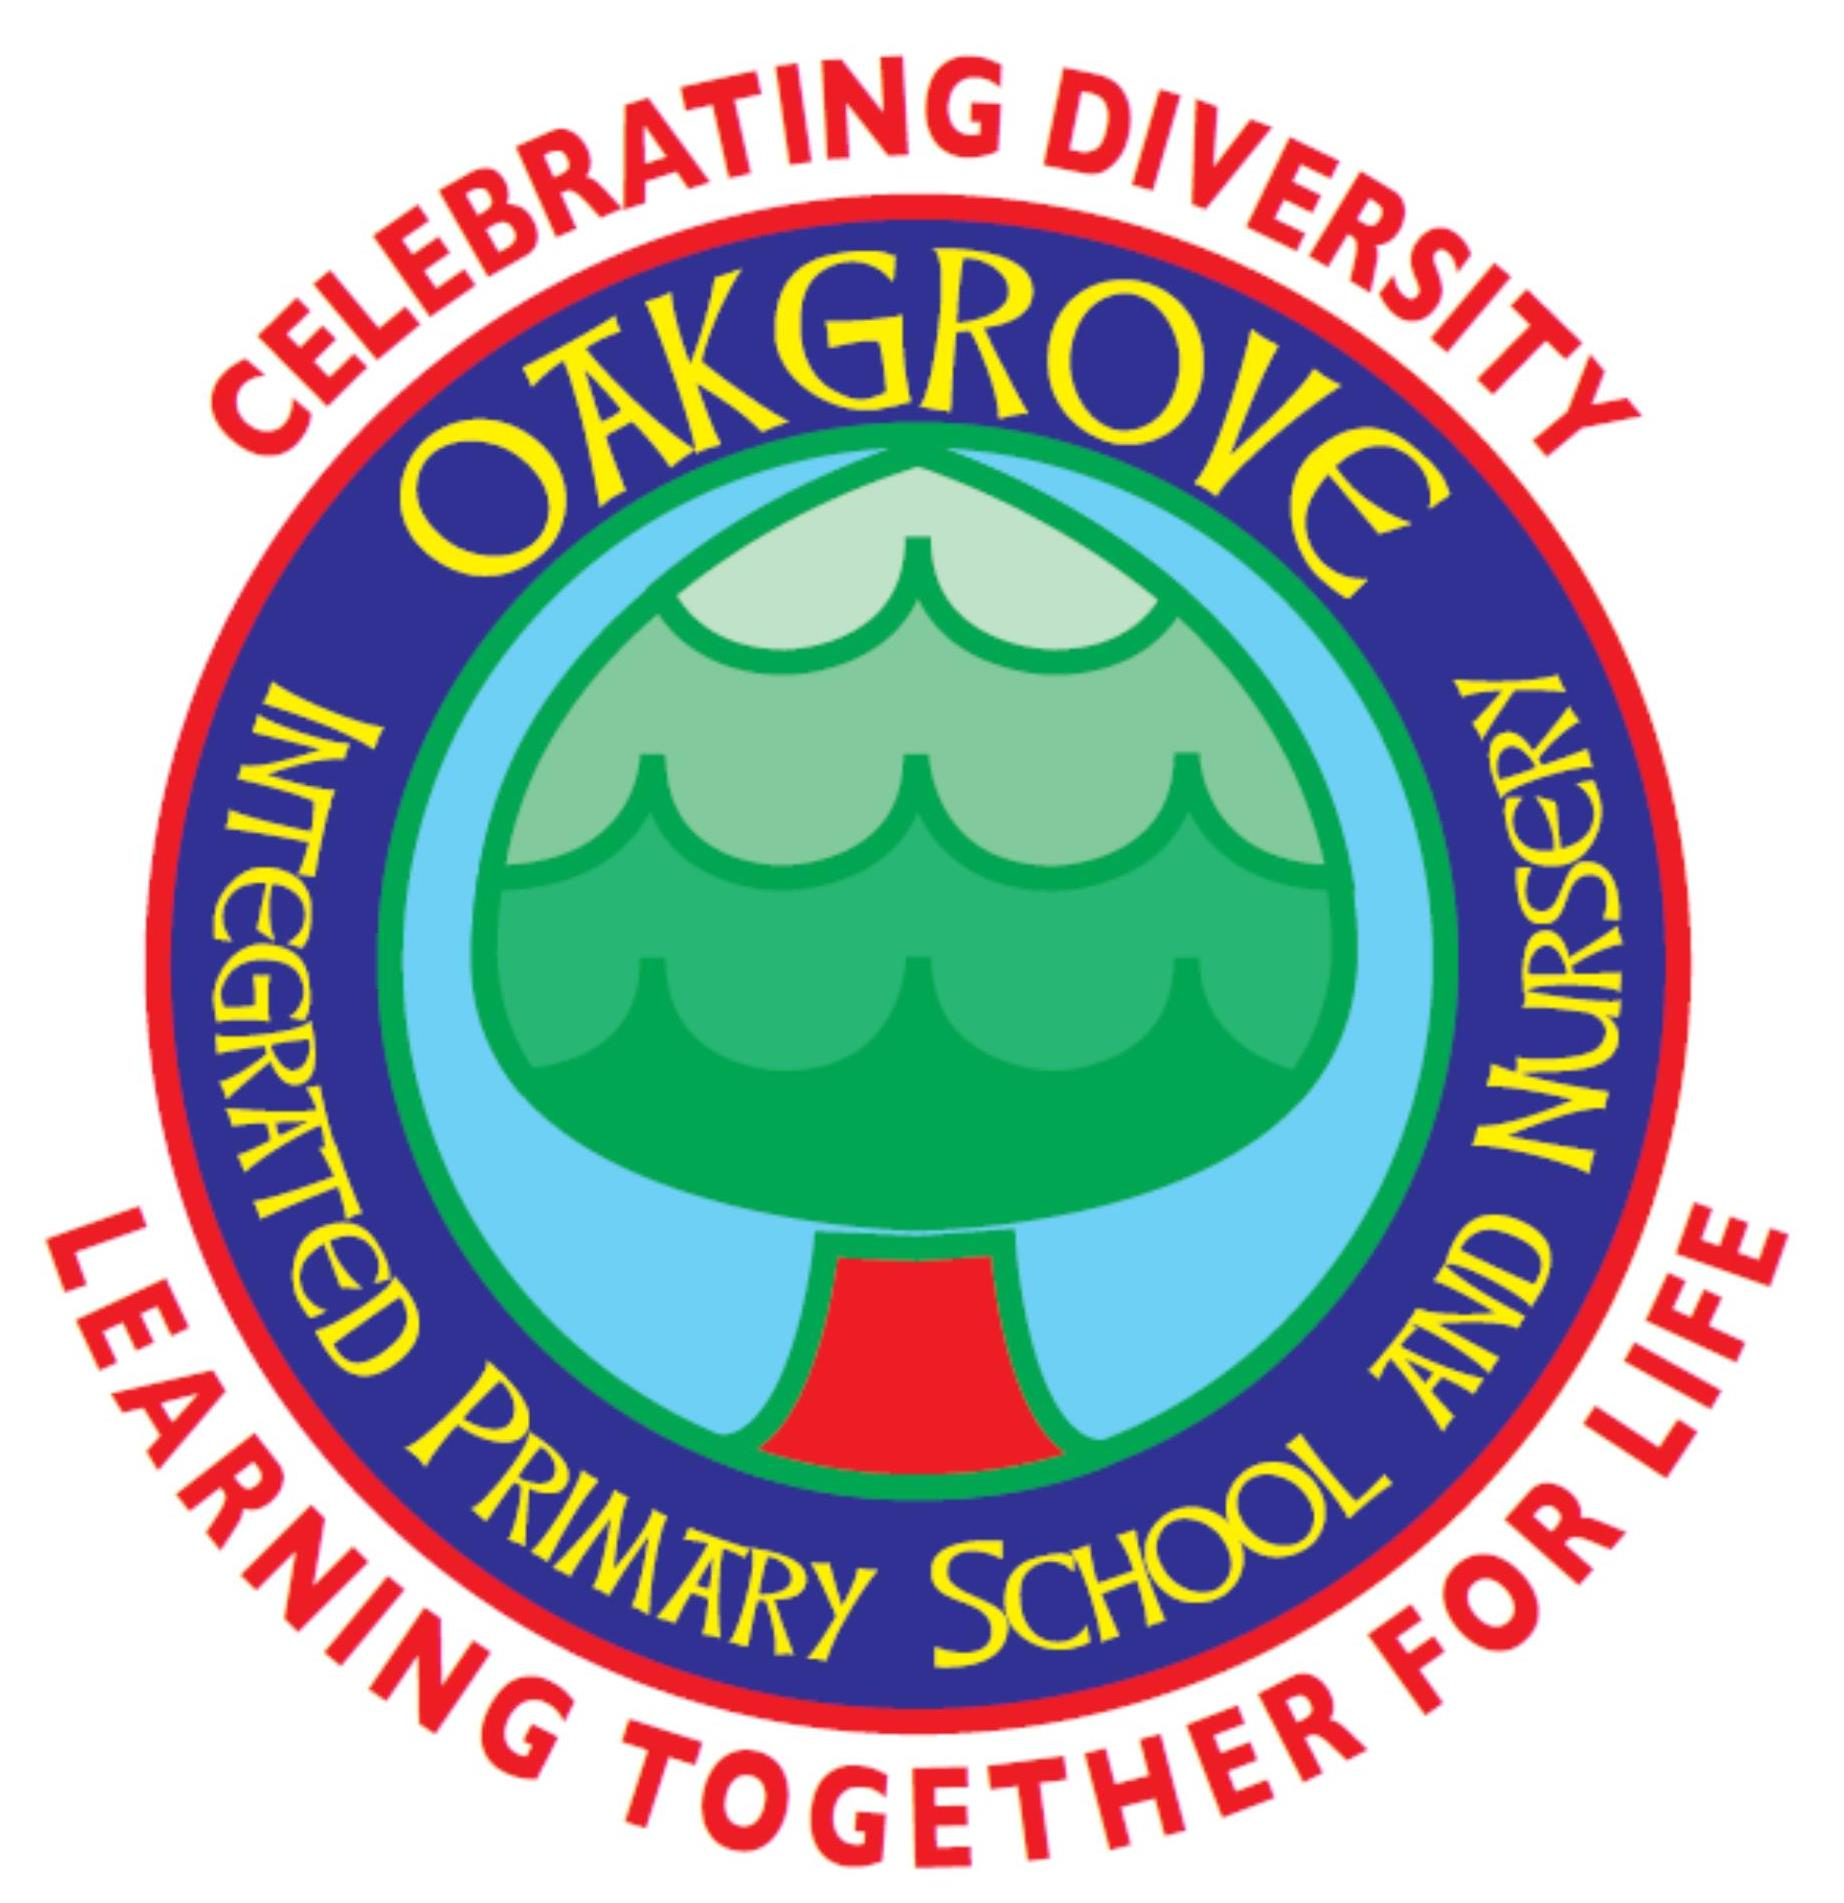 CELEBRATING DIVERSITY
OAKGROVE
INTEGRATED PRIMARY SCHOOL AND NURSERY
LEARNING TOGETHER FOR LIFE